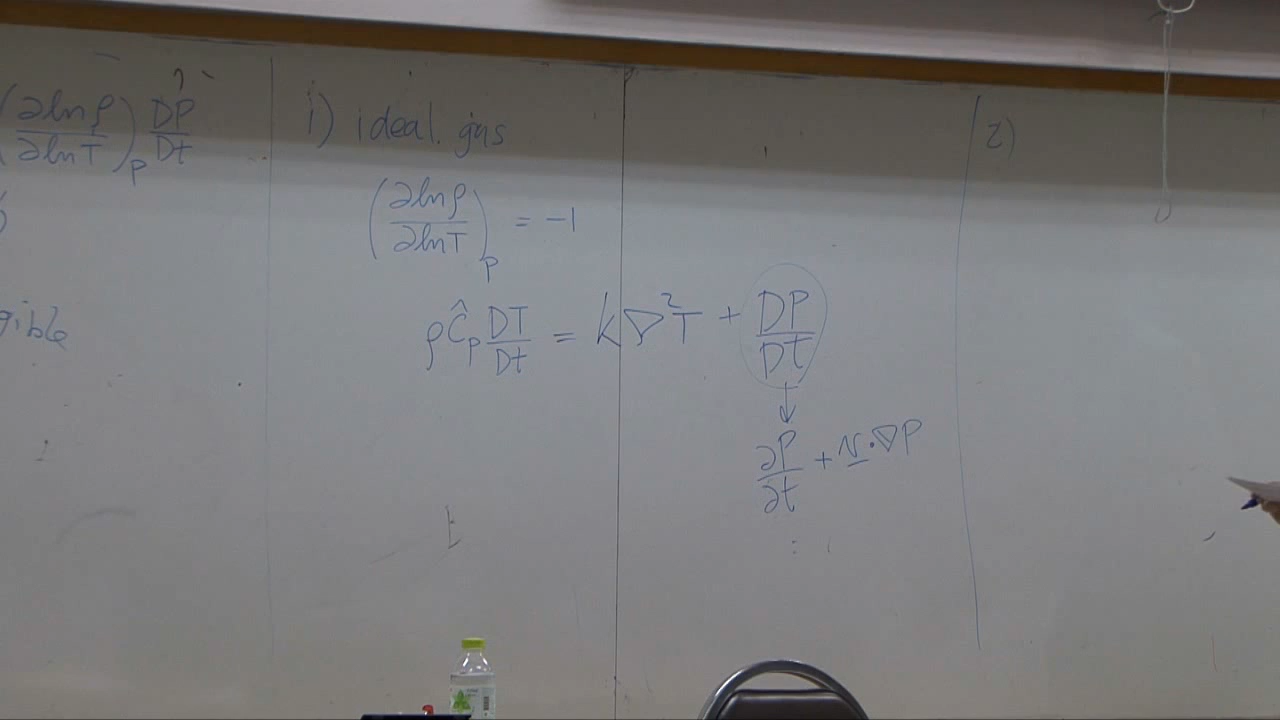 (∂lnρ/∂lnT)_p DP/Dt
gible
1) ideal gas
(∂lnρ/∂lnT)_p = -1
ρĈ_p DT/Dt = k∇²T + DP/Dt
↓
∂P/∂t + v·∇P
2)